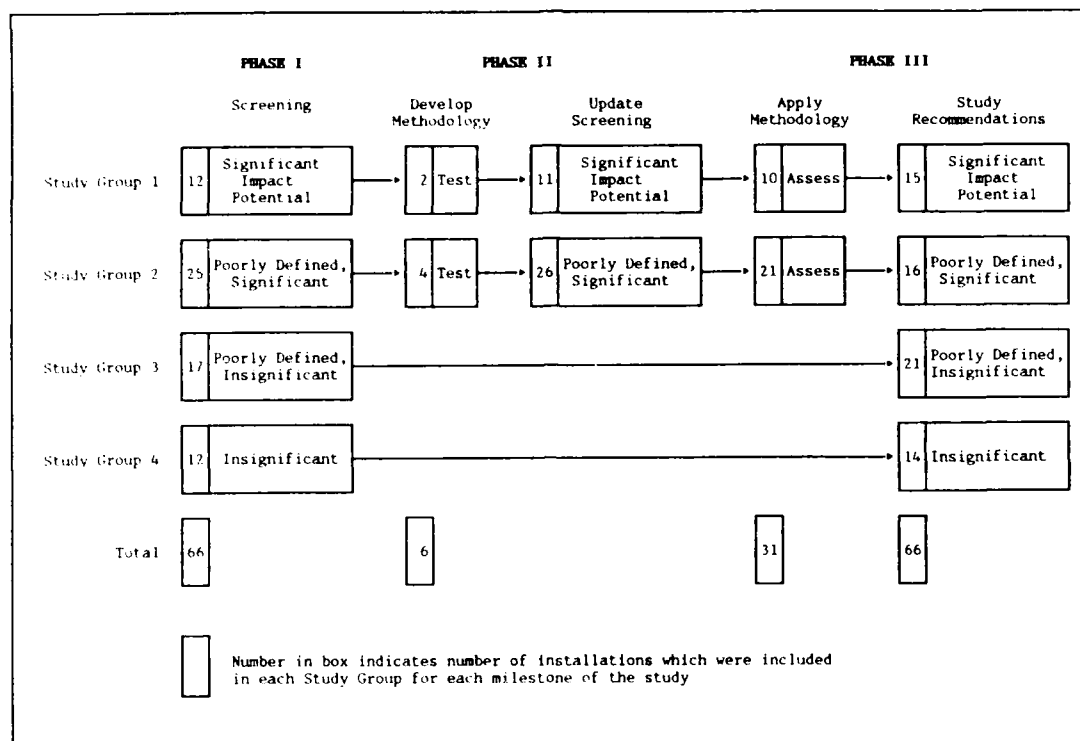 PHASE I PHASE II PHASE III
Screening Develop Methodology Update Screening Apply Methodology Study Recommendations
Study Group 1 12 Significant Impact Potential 2 Test 11 Significant Impact Potential 10 Assess 15 Significant Impact Potential
Study Group 2 25 Poorly Defined, Significant 4 Test 26 Poorly Defined, Significant 21 Assess 16 Poorly Defined, Significant
Study Group 3 17 Poorly Defined, Insignificant 21 Poorly Defined, Insignificant
Study Group 4 12 Insignificant 14 Insignificant
Total 66 6 31 66
Number in box indicates number of installations which were included
in each Study Group for each milestone of the study